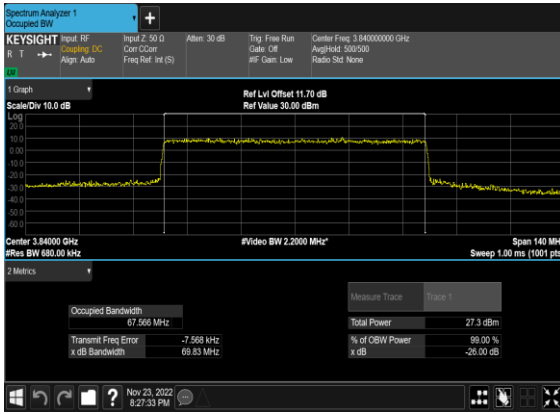 Spectrum Analyzer 1
Occupied BW
+
KEYSIGHT Input: RF Input Z: 50 Ω Atten: 30 dB Trig: Free Run Center Freq: 3.840000000 GHz
R T Coupling: DC Corr CCorr Gate: Off Avg|Hold: 500/500
Align: Auto Freq Ref: Int (S) #IF Gain: Low Radio Std: None
1 Graph
Ref Lvl Offset 11.70 dB
Scale/Div 10.0 dB Ref Value 30.00 dBm
Log
20.0
10.0
0.00
-10.0
-20.0
-30.0
-40.0
-50.0
-60.0
Center 3.84000 GHz #Video BW 2.2000 MHz* Span 140 MH
#Res BW 680.00 kHz Sweep 1.00 ms (1001 pts
2 Metrics
Measure Trace Trace 1
Occupied Bandwidth
67.566 MHz Total Power 27.3 dBm
Transmit Freq Error -7.568 kHz % of OBW Power 99.00 %
x dB Bandwidth 69.83 MHz x dB -26.00 dB
? Nov 23, 2022
8:27:33 PM